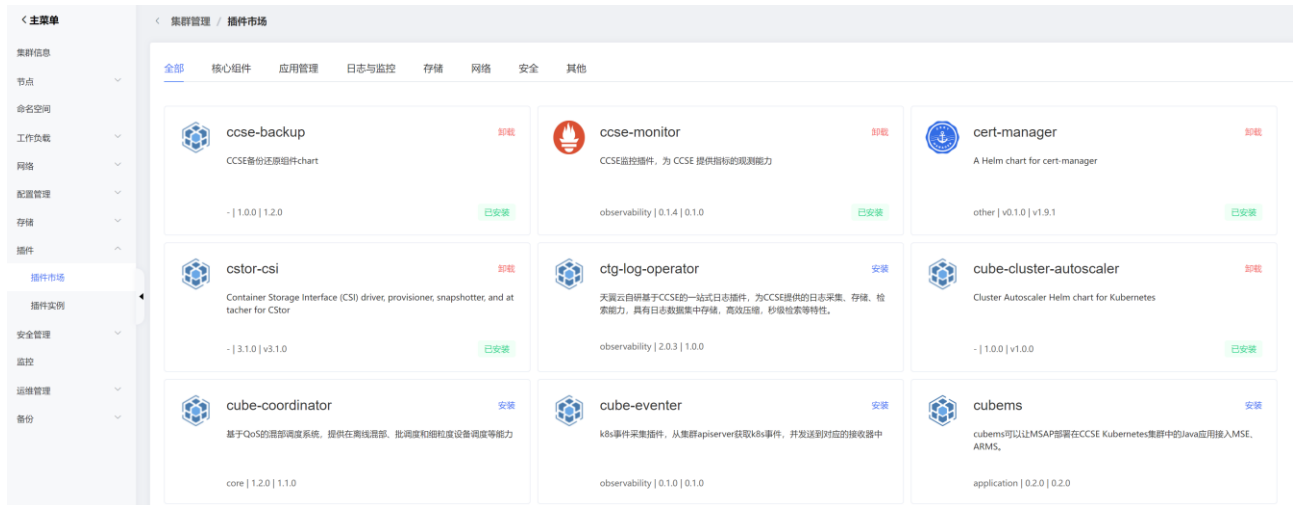 主菜单
集群信息
节点
命名空间
工作负载
网络
配置管理
存储
插件
插件市场
插件实例
安全管理
监控
运维管理
备份
集群管理 / 插件市场
全部 核心组件 应用管理 日志与监控 存储 网络 安全 其他
ccse-backup 卸载
CCSE备份还原组件chart
- | 1.0.0 | 1.2.0 已安装
ccse-monitor 卸载
CCSE监控插件，为 CCSE 提供指标的观测能力
observability | 0.1.4 | 0.1.0 已安装
cert-manager 卸载
A Helm chart for cert-manager
other | v0.1.0 | v1.9.1 已安装
cstor-csi 卸载
Container Storage Interface (CSI) driver, provisioner, snapshotter, and at
tacher for CStor
- | 3.1.0 | v3.1.0 已安装
ctg-log-operator 安装
天翼云自研基于CCSE的一站式日志插件，为CCSE提供的日志采集、存储、检
索能力，具有日志数据集中存储，高效压缩，秒级检索等特性。
observability | 2.0.3 | 1.0.0
cube-cluster-autoscaler 卸载
Cluster Autoscaler Helm chart for Kubernetes
- | 1.0.0 | v1.0.0 已安装
cube-coordinator 安装
基于QoS的混部调度系统，提供在离线混部、批调度和细粒度设备调度等能力
core | 1.2.0 | 1.1.0
cube-eventer 安装
k8s事件采集插件，从集群apiserver获取k8s事件，并发送到对应的接收器中
observability | 0.1.0 | 0.1.0
cubems 安装
cubems可以让MSAP部署在CCSE Kubernetes集群中的Java应用接入MSE、
ARMS。
application | 0.2.0 | 0.2.0